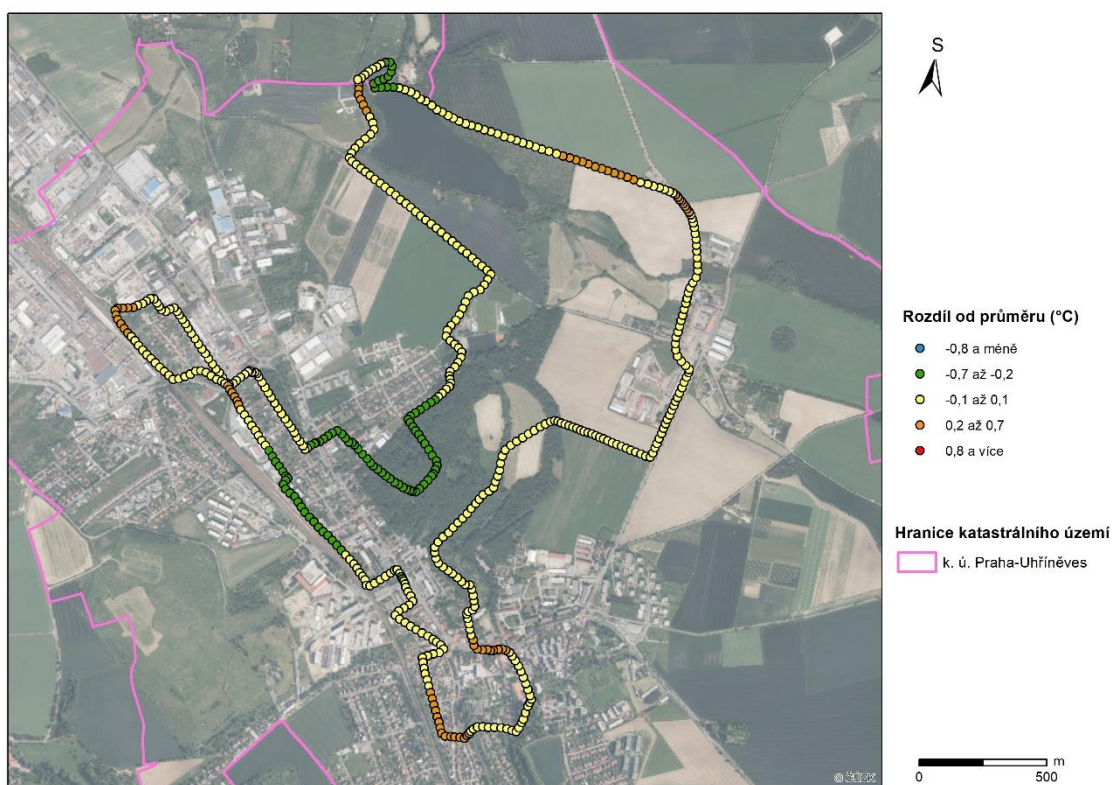 S
Rozdíl od průměru (°C)
-0,8 a méně
-0,7 až -0,2
-0,1 až 0,1
0,2 až 0,7
0,8 a více
Hranice katastrálního území
k. ú. Praha-Uhříněves
m
0 500
© ČÚZK